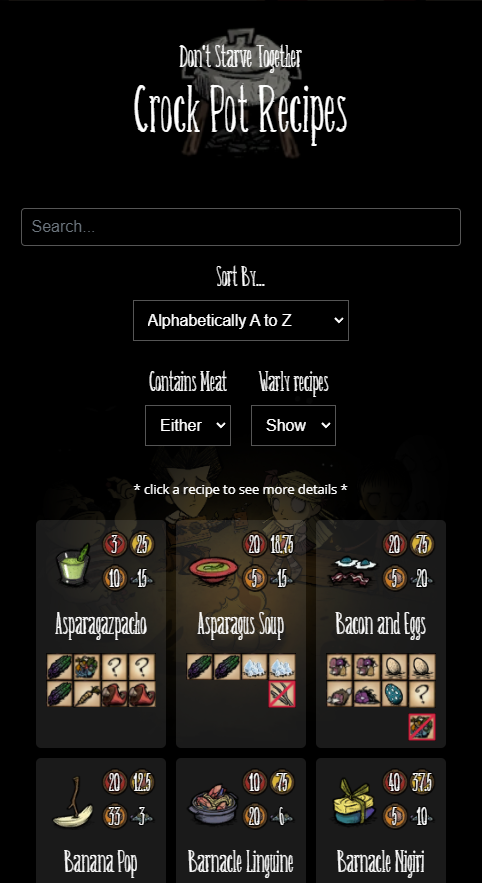 Don't Starve Together
Crock Pot Recipes
Search...
Sort By...
Alphabetically A to Z
Contains Meat Warly recipes
Either Show
* click a recipe to see more details *
3 25 20 18.75 20 75
10 15 5 15 5 20
Asparagazpacho Asparagus Soup Bacon and Eggs
? ?
?
20 12.5 10 75 40 37.5
33 3 20 6 5 10
Banana Pop Barnacle Linguine Barnacle Nigiri